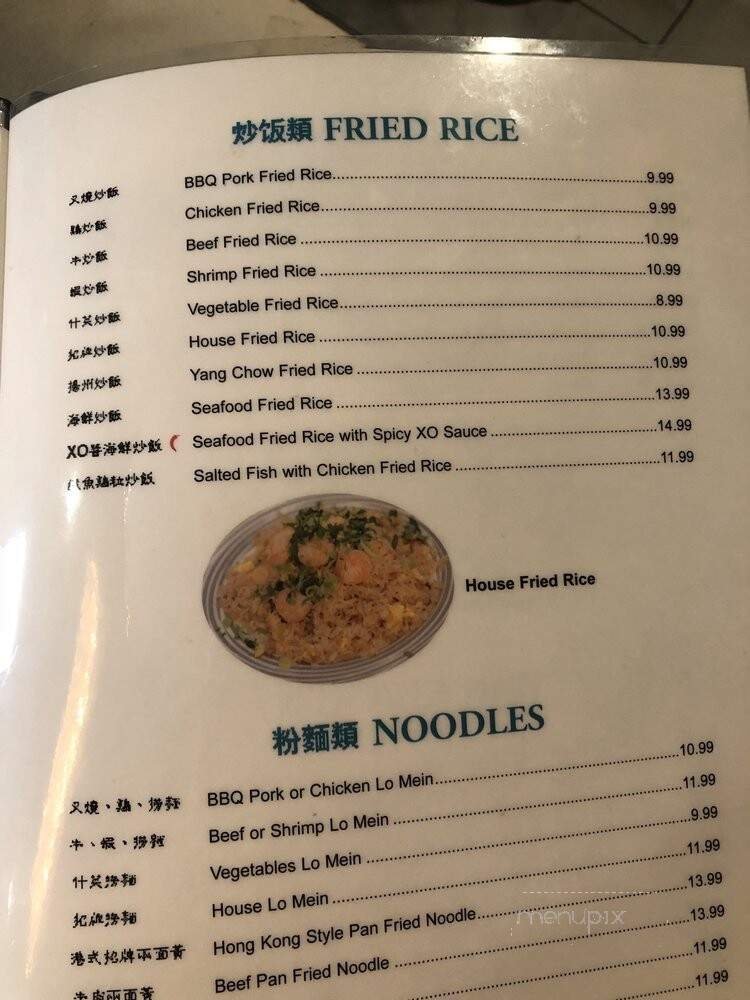 炒饭類 FRIED RICE
叉燒炒飯 BBQ Pork Fried Rice 9.99
鷄炒飯 Chicken Fried Rice 9.99
牛炒飯 Beef Fried Rice 10.99
蝦炒飯 Shrimp Fried Rice 10.99
什菜炒飯 Vegetable Fried Rice 8.99
招牌炒飯 House Fried Rice 10.99
揚州炒飯 Yang Chow Fried Rice 10.99
海鮮炒飯 Seafood Fried Rice 13.99
XO醬海鮮炒飯 Seafood Fried Rice with Spicy XO Sauce 14.99
魚鷄粒炒飯 Salted Fish with Chicken Fried Rice 11.99
House Fried Rice
粉麵類 NOODLES
叉燒、鷄、撈麵 BBQ Pork or Chicken Lo Mein 10.99
牛、蝦、撈麵 Beef or Shrimp Lo Mein 11.99
什菜撈麵 Vegetables Lo Mein 9.99
招牌撈麵 House Lo Mein 11.99
港式招牌兩面黃 Hong Kong Style Pan Fried Noodle 13.99
兩面黃 Beef Pan Fried Noodle 13.99
11.99
11.99
menupix